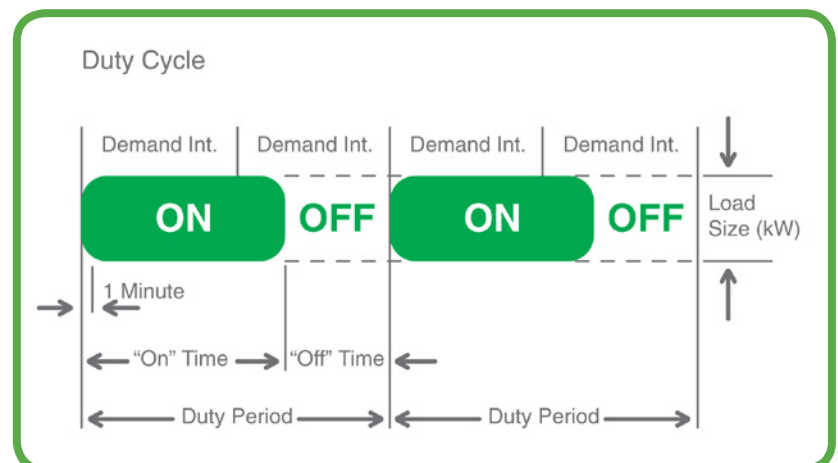 Duty Cycle
Demand Int. Demand Int. Demand Int. Demand Int.
ON OFF ON OFF
Load
Size (kW)
1 Minute
“On” Time “Off” Time
Duty Period Duty Period